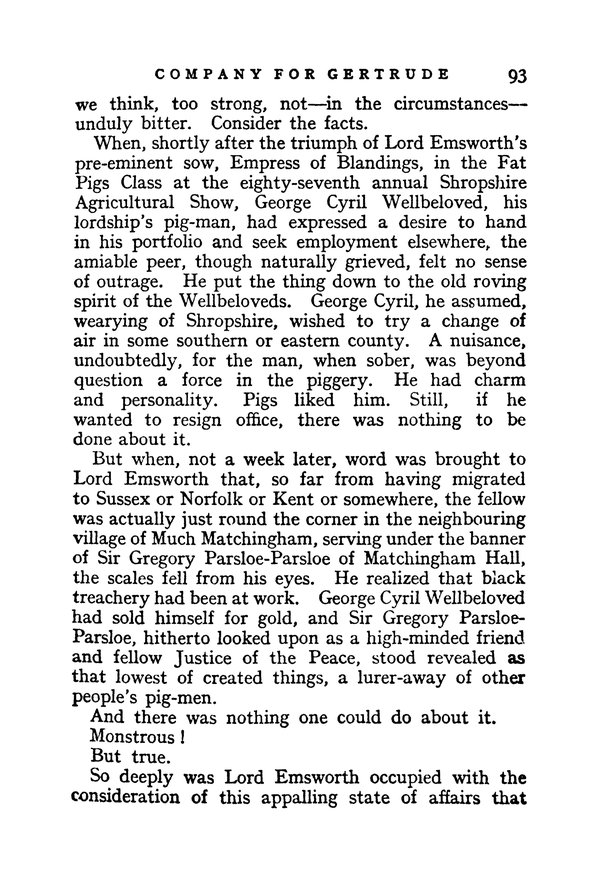 COMPANY FOR GERTRUDE 93
we think, too strong, not—in the circumstances—
unduly bitter. Consider the facts.
When, shortly after the triumph of Lord Emsworth's
pre-eminent sow, Empress of Blandings, in the Fat
Pigs Class at the eighty-seventh annual Shropshire
Agricultural Show, George Cyril Wellbeloved, his
lordship's pig-man, had expressed a desire to hand
in his portfolio and seek employment elsewhere, the
amiable peer, though naturally grieved, felt no sense
of outrage. He put the thing down to the old roving
spirit of the Wellbeloveds. George Cyril, he assumed,
wearying of Shropshire, wished to try a change of
air in some southern or eastern county. A nuisance,
undoubtedly, for the man, when sober, was beyond
question a force in the piggery. He had charm
and personality. Pigs liked him. Still, if he
wanted to resign office, there was nothing to be
done about it.
But when, not a week later, word was brought to
Lord Emsworth that, so far from having migrated
to Sussex or Norfolk or Kent or somewhere, the fellow
was actually just round the corner in the neighbouring
village of Much Matchingham, serving under the banner
of Sir Gregory Parsloe-Parsloe of Matchingham Hall,
the scales fell from his eyes. He realized that black
treachery had been at work. George Cyril Wellbeloved
had sold himself for gold, and Sir Gregory Parsloe-
Parsloe, hitherto looked upon as a high-minded friend
and fellow Justice of the Peace, stood revealed as
that lowest of created things, a lurer-away of other
people's pig-men.
And there was nothing one could do about it.
Monstrous !
But true.
So deeply was Lord Emsworth occupied with the
consideration of this appalling state of affairs that